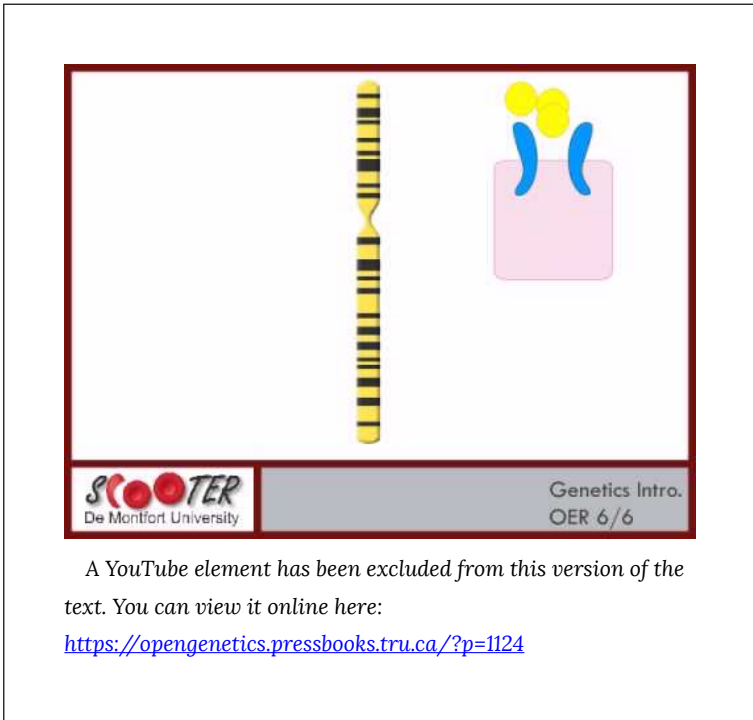 SCOOTER
De Montfort University
Genetics Intro.
OER 6/6
A YouTube element has been excluded from this version of the
text. You can view it online here:
https://opengenetics.pressbooks.tru.ca/?p=1124